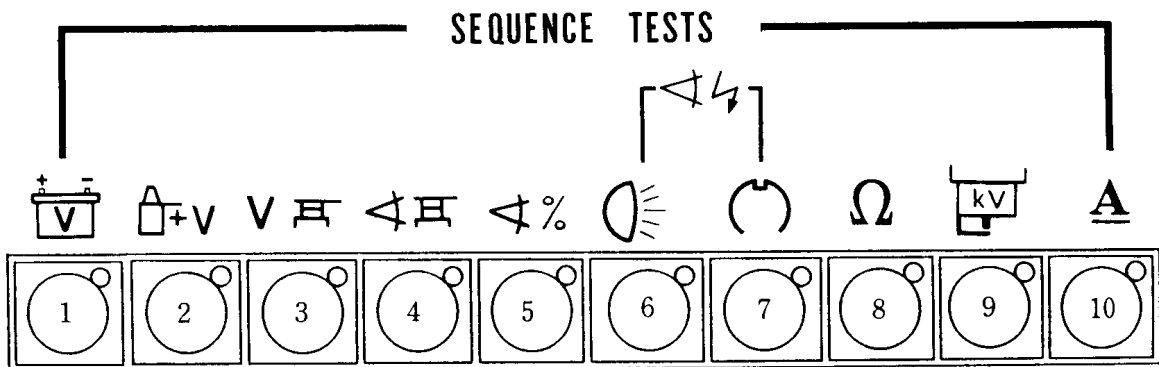 SEQUENCE TESTS
+ - V + V V % Ω kV A
1 2 3 4 5 6 7 8 9 10